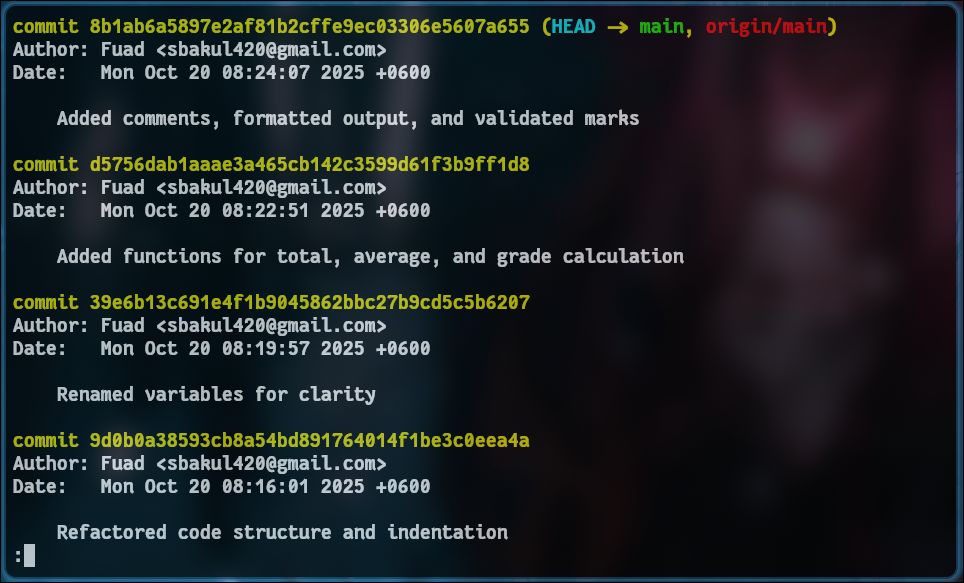 commit 8b1ab6a5897e2af81b2cffe9ec03306e5607a655 (HEAD -> main, origin/main)
Author: Fuad <sbakul420@gmail.com>
Date:   Mon Oct 20 08:24:07 2025 +0600
    Added comments, formatted output, and validated marks
commit d5756dab1aaae3a465cb142c3599d61f3b9ff1d8
Author: Fuad <sbakul420@gmail.com>
Date:   Mon Oct 20 08:22:51 2025 +0600
    Added functions for total, average, and grade calculation
commit 39e6b13c691e4f1b9045862bbc27b9cd5c5b6207
Author: Fuad <sbakul420@gmail.com>
Date:   Mon Oct 20 08:19:57 2025 +0600
    Renamed variables for clarity
commit 9d0b0a38593cb8a54bd891764014f1be3c0eea4a
Author: Fuad <sbakul420@gmail.com>
Date:   Mon Oct 20 08:16:01 2025 +0600
    Refactored code structure and indentation
: